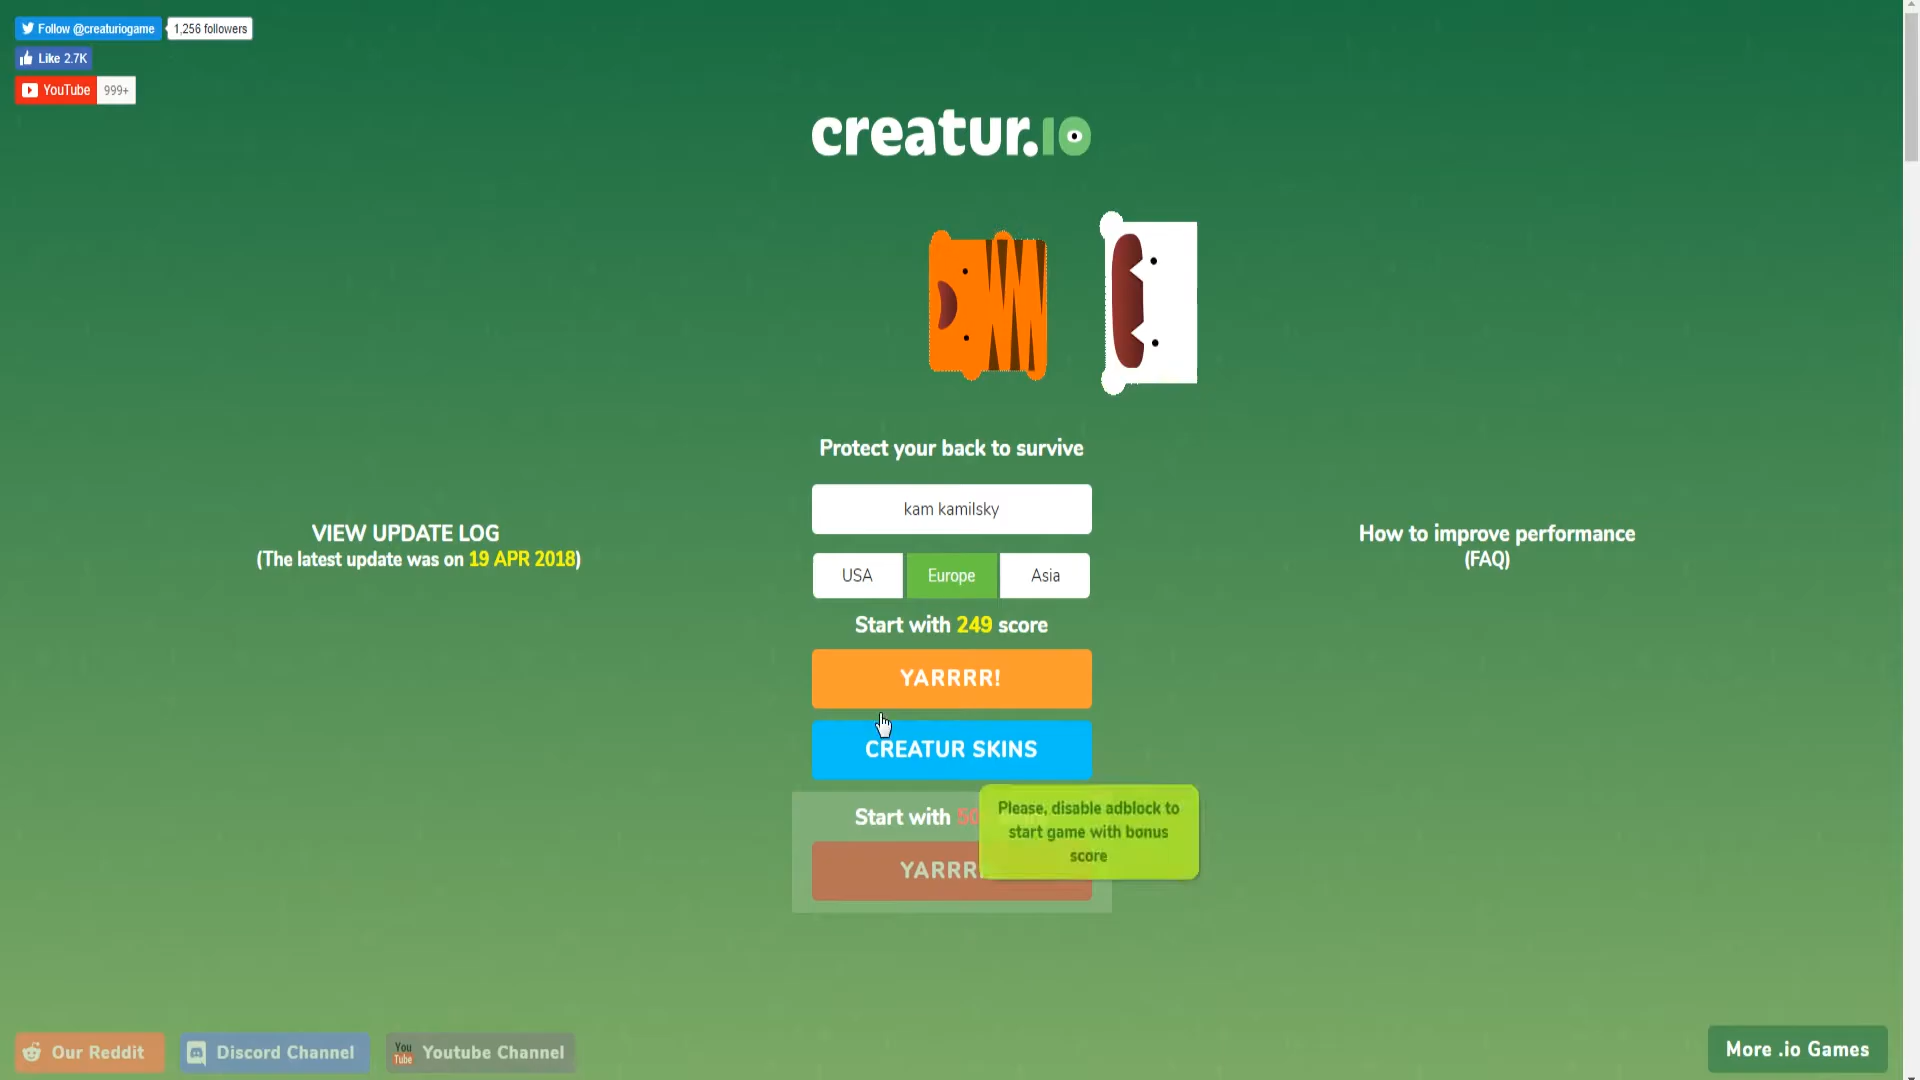 Follow @creaturiogame
1,256 followers
Like 2.7K
YouTube 999+
creatur.io
Protect your back to survive
kam kamilsky
VIEW UPDATE LOG
(The latest update was on 19 APR 2018)
How to improve performance
(FAQ)
USA
Europe
Asia
Start with 249 score
YARRRR!
CREATUR SKINS
Start with
Please, disable adblock to
start game with bonus
score
Our Reddit
Discord Channel
You
Tube
Youtube Channel
More .io Games